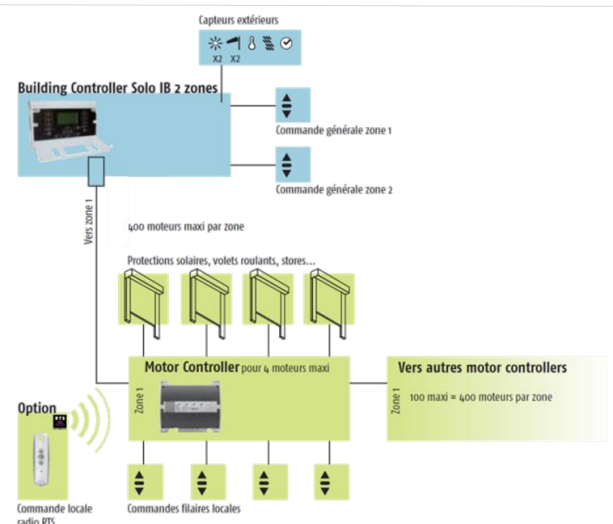 Capteurs extérieurs
X2 X2
Building Controller Solo IB 2 zones
Commande générale zone 1
Commande générale zone 2
Vers zone 1
400 moteurs maxi par zone
Protections solaires, volets roulants, stores...
Motor Controller pour 4 moteurs maxi
Zone 1
Vers autres motor controllers
Zone 1
100 maxi = 400 moteurs par zone
Option
RTS
Commande locale
radio RTS
Commandes filaires locales